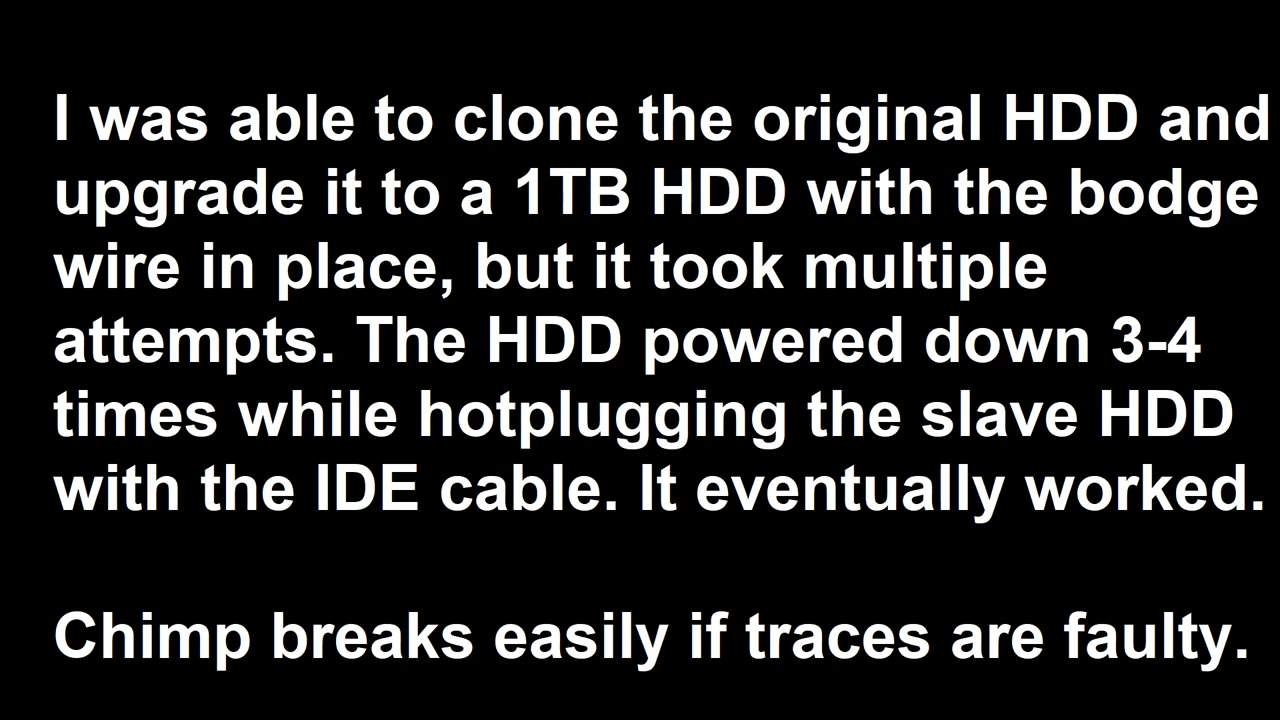 I was able to clone the original HDD and
upgrade it to a 1TB HDD with the bodge
wire in place, but it took multiple
attempts. The HDD powered down 3-4
times while hotplugging the slave HDD
with the IDE cable. It eventually worked.
Chimp breaks easily if traces are faulty.